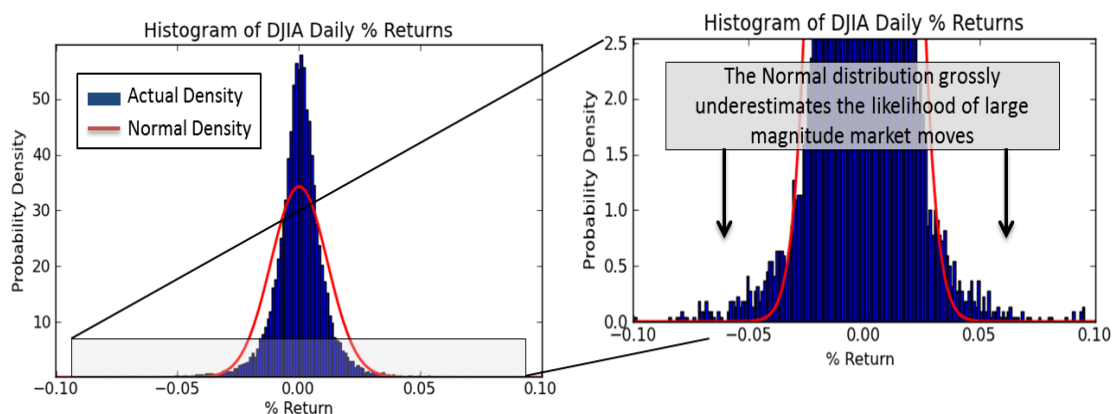 Histogram of DJIA Daily % Returns
Actual Density
Normal Density
Probability Density
50
40
30
20
10
−0.10
−0.05
0.00
0.05
0.10
% Return
Histogram of DJIA Daily % Returns
The Normal distribution grossly
underestimates the likelihood of large
magnitude market moves
Probability Density
2.5
2.0
1.5
1.0
0.5
0.0
−0.10
−0.05
0.00
0.05
0.10
% Return